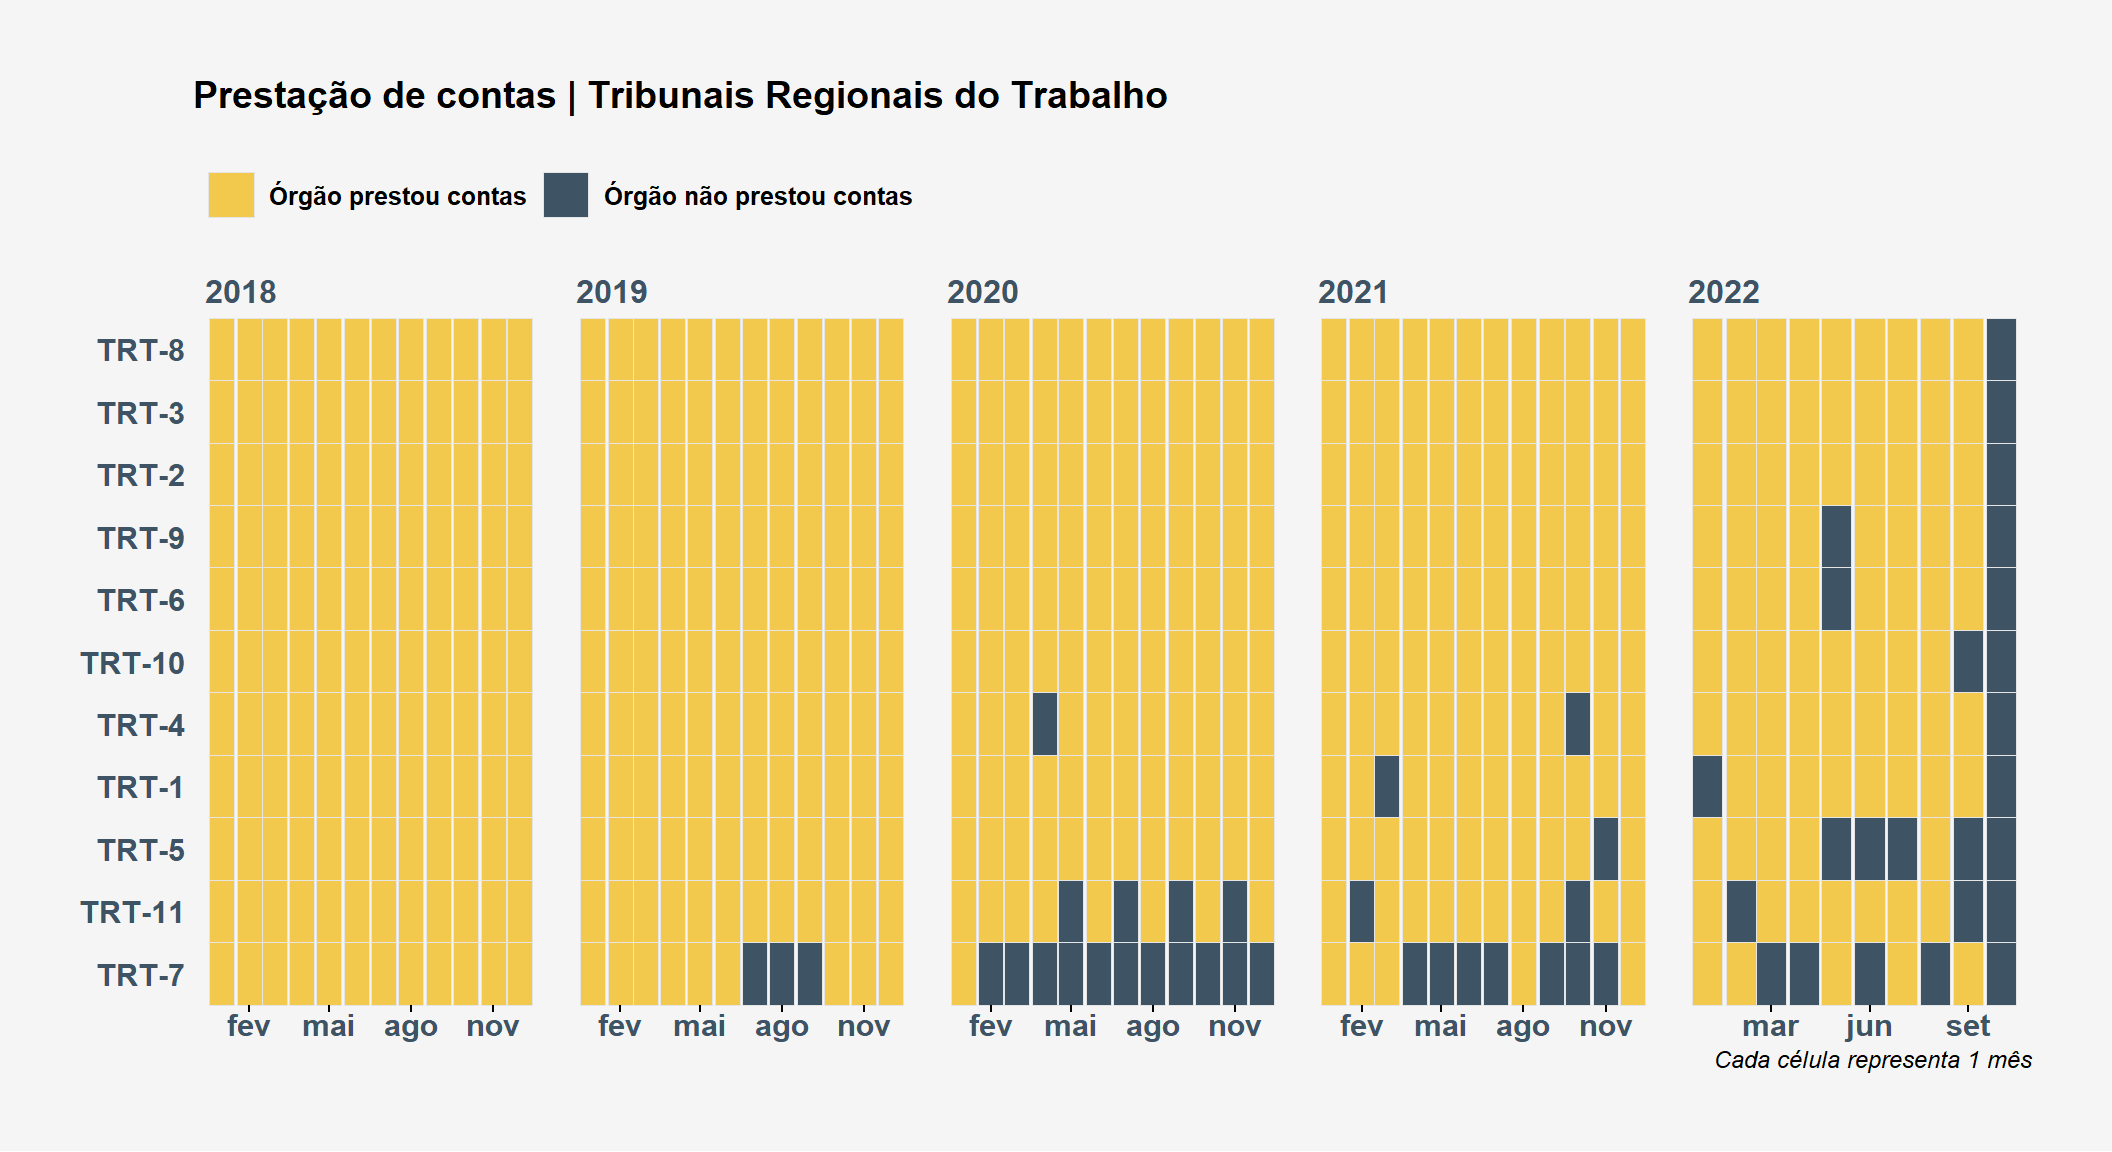 Prestação de contas | Tribunais Regionais do Trabalho
Órgão prestou contas Órgão não prestou contas
2018 2019 2020 2021 2022
TRT-8
TRT-3
TRT-2
TRT-9
TRT-6
TRT-10
TRT-4
TRT-1
TRT-5
TRT-11
TRT-7
fev mai ago nov fev mai ago nov fev mai ago nov fev mai ago nov mar jun set
Cada célula representa 1 mês